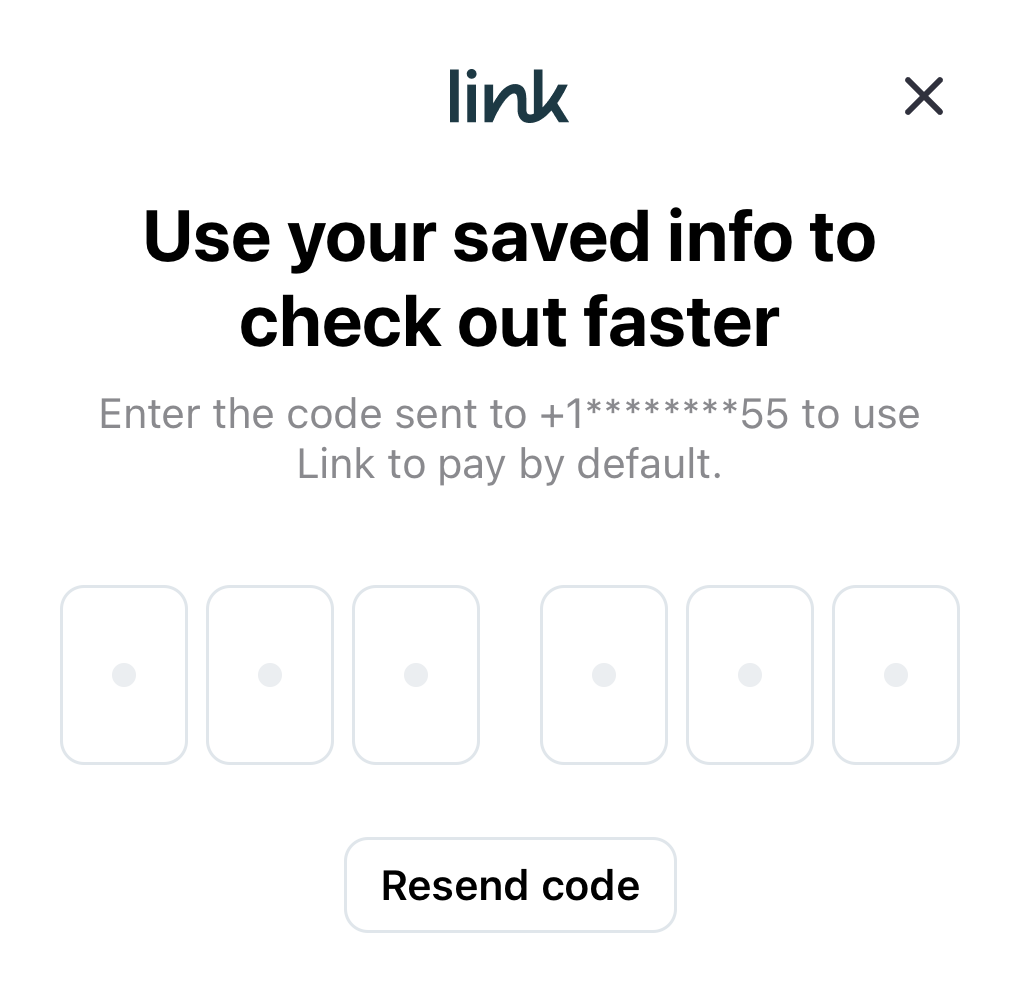 link
Use your saved info to
check out faster
Enter the code sent to +1********55 to use
Link to pay by default.
Resend code